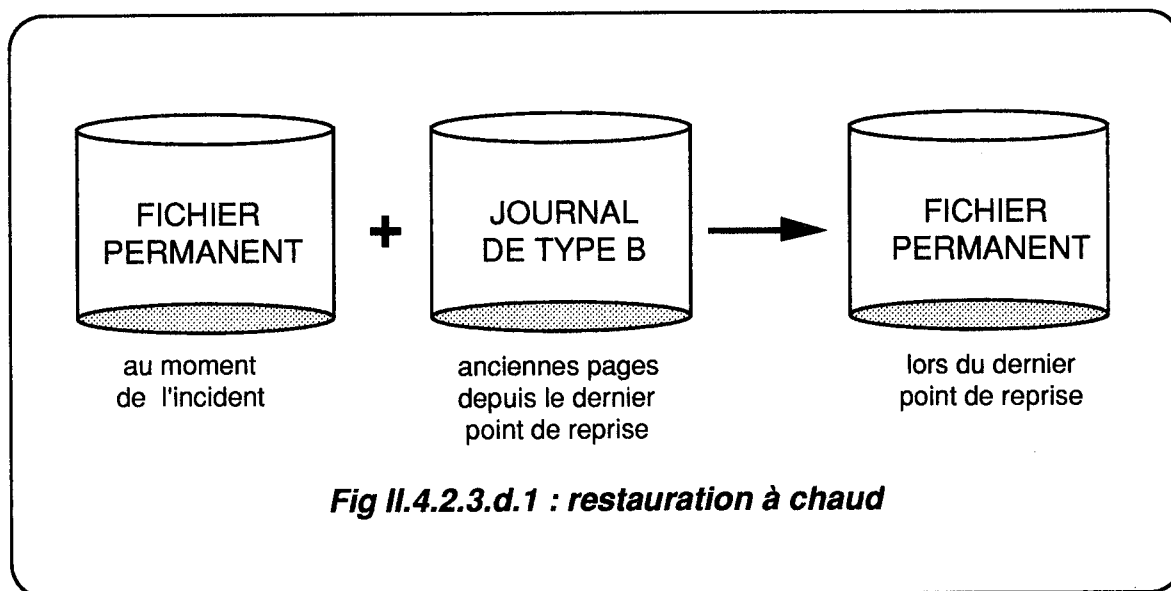 FICHIER
PERMANENT
+
JOURNAL
DE TYPE B
FICHIER
PERMANENT
au moment
de l'incident
anciennes pages
depuis le dernier
point de reprise
lors du dernier
point de reprise
Fig II.4.2.3.d.1 : restauration à chaud